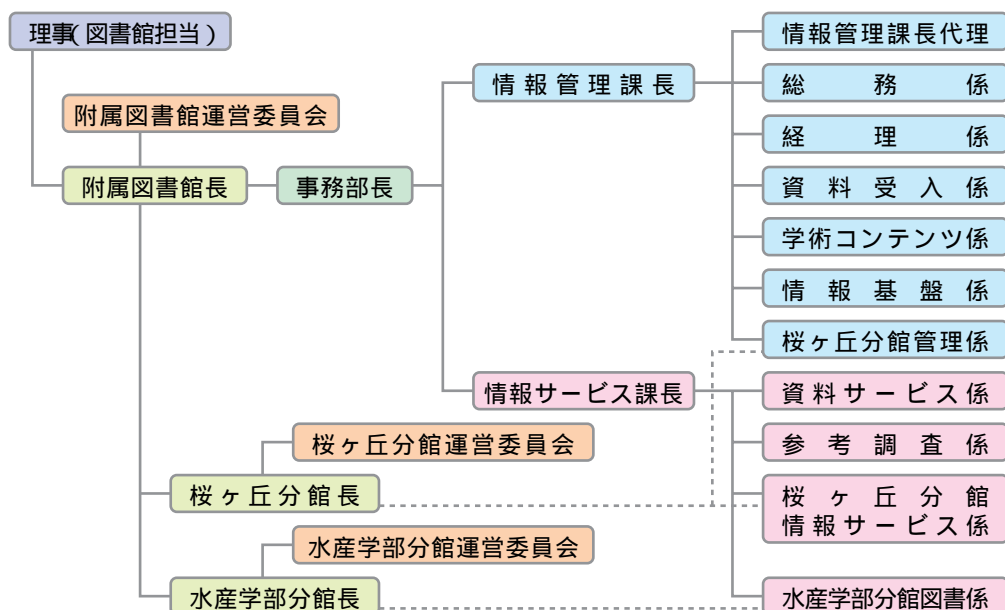 理事(図書館担当)
附属図書館運営委員会
附属図書館長
事務部長
情報管理課長
情報管理課長代理
総務係
経理係
資料受入係
学術コンテンツ係
情報基盤係
桜ヶ丘分館管理係
情報サービス課長
資料サービス係
参考調査係
桜ヶ丘分館
情報サービス係
水産学部分館図書係
桜ヶ丘分館運営委員会
桜ヶ丘分館長
水産学部分館運営委員会
水産学部分館長